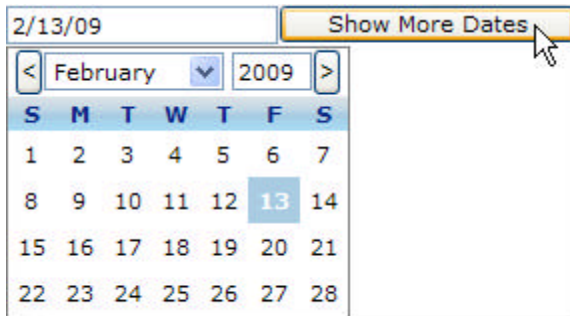 2/13/09 Show More Dates
< February 2009 >
S M T W T F S
1 2 3 4 5 6 7
8 9 10 11 12 13 14
15 16 17 18 19 20 21
22 23 24 25 26 27 28